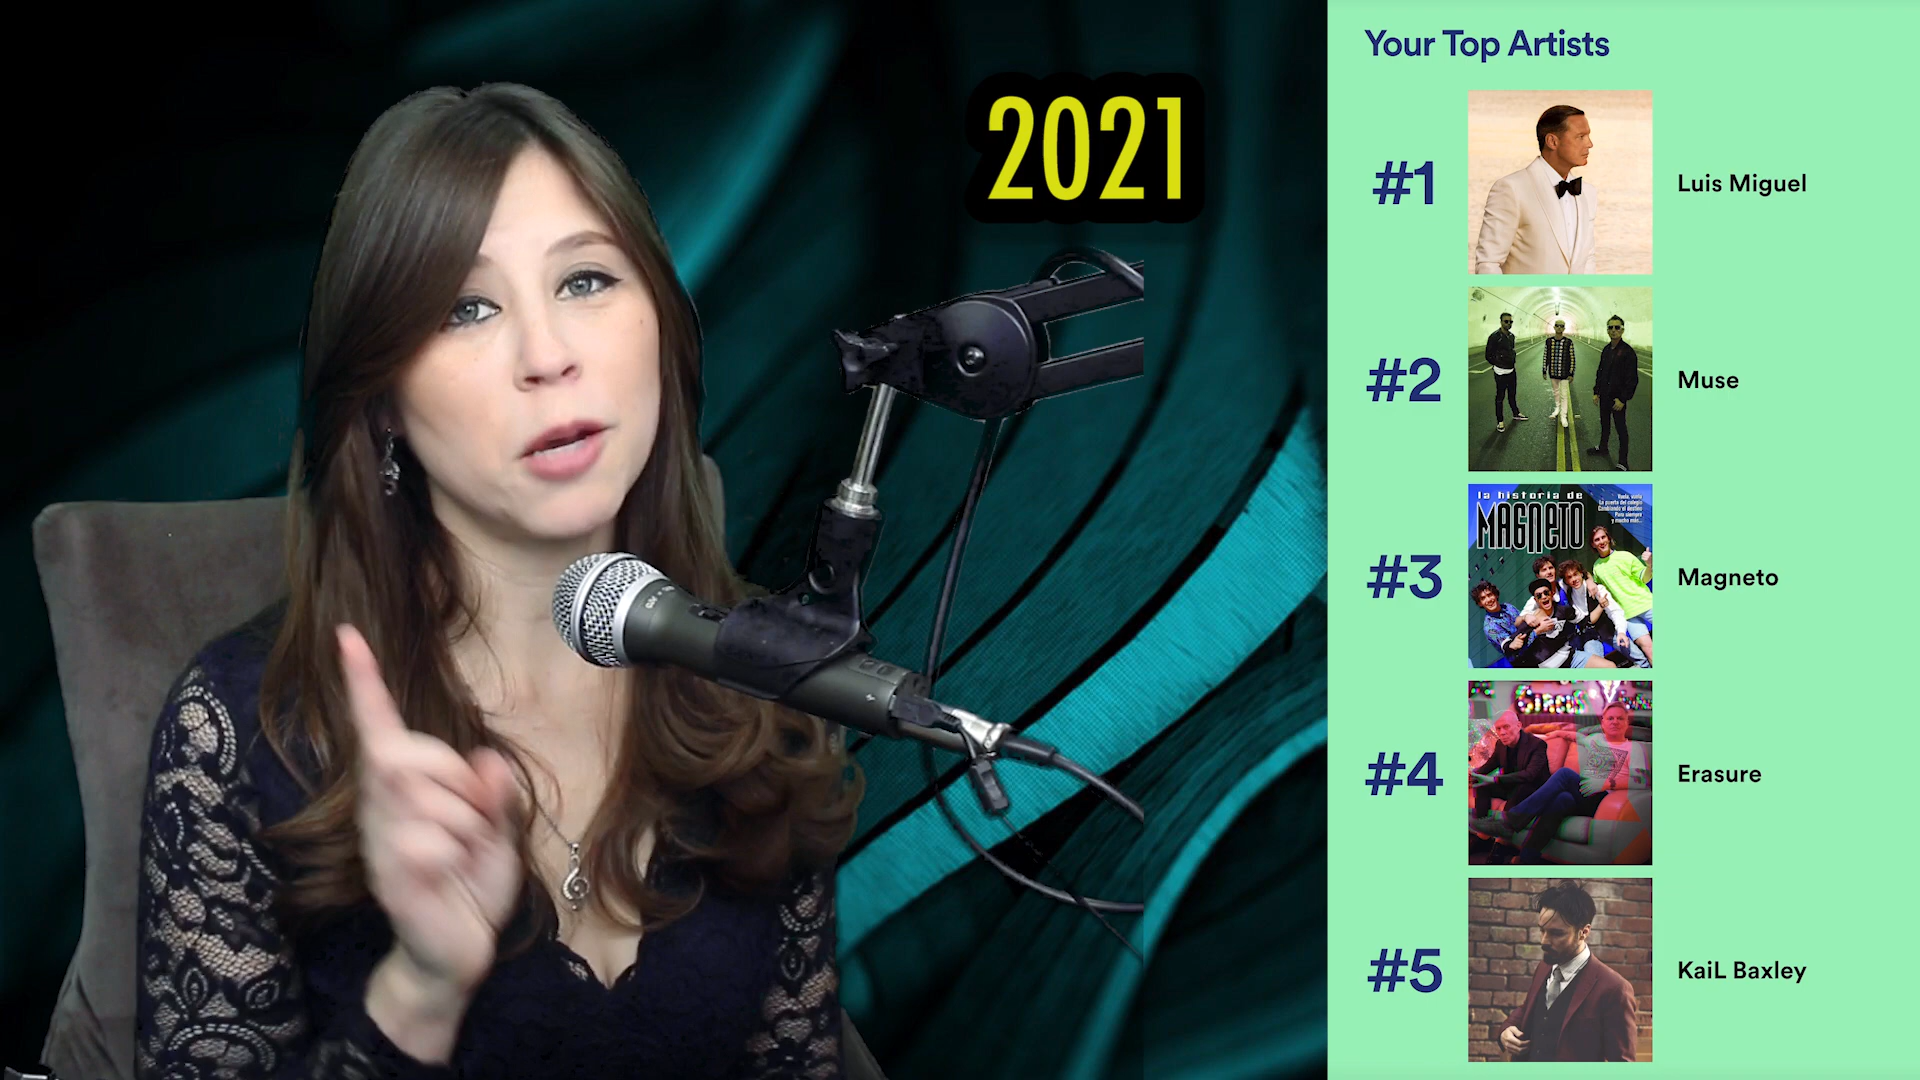 2021
Your Top Artists
#1
Luis Miguel
#2
Muse
la historia de
MAGNETO
#3
Magneto
#4
Erasure
#5
KaiL Baxley